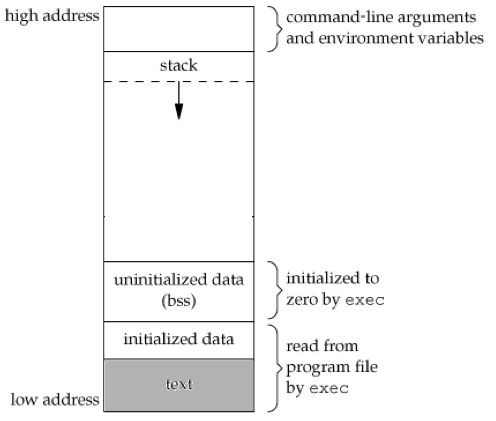 high address
command-line arguments
and environment variables
stack
uninitialized data
(bss)
initialized to
zero by exec
initialized data
read from
program file
by exec
text
low address